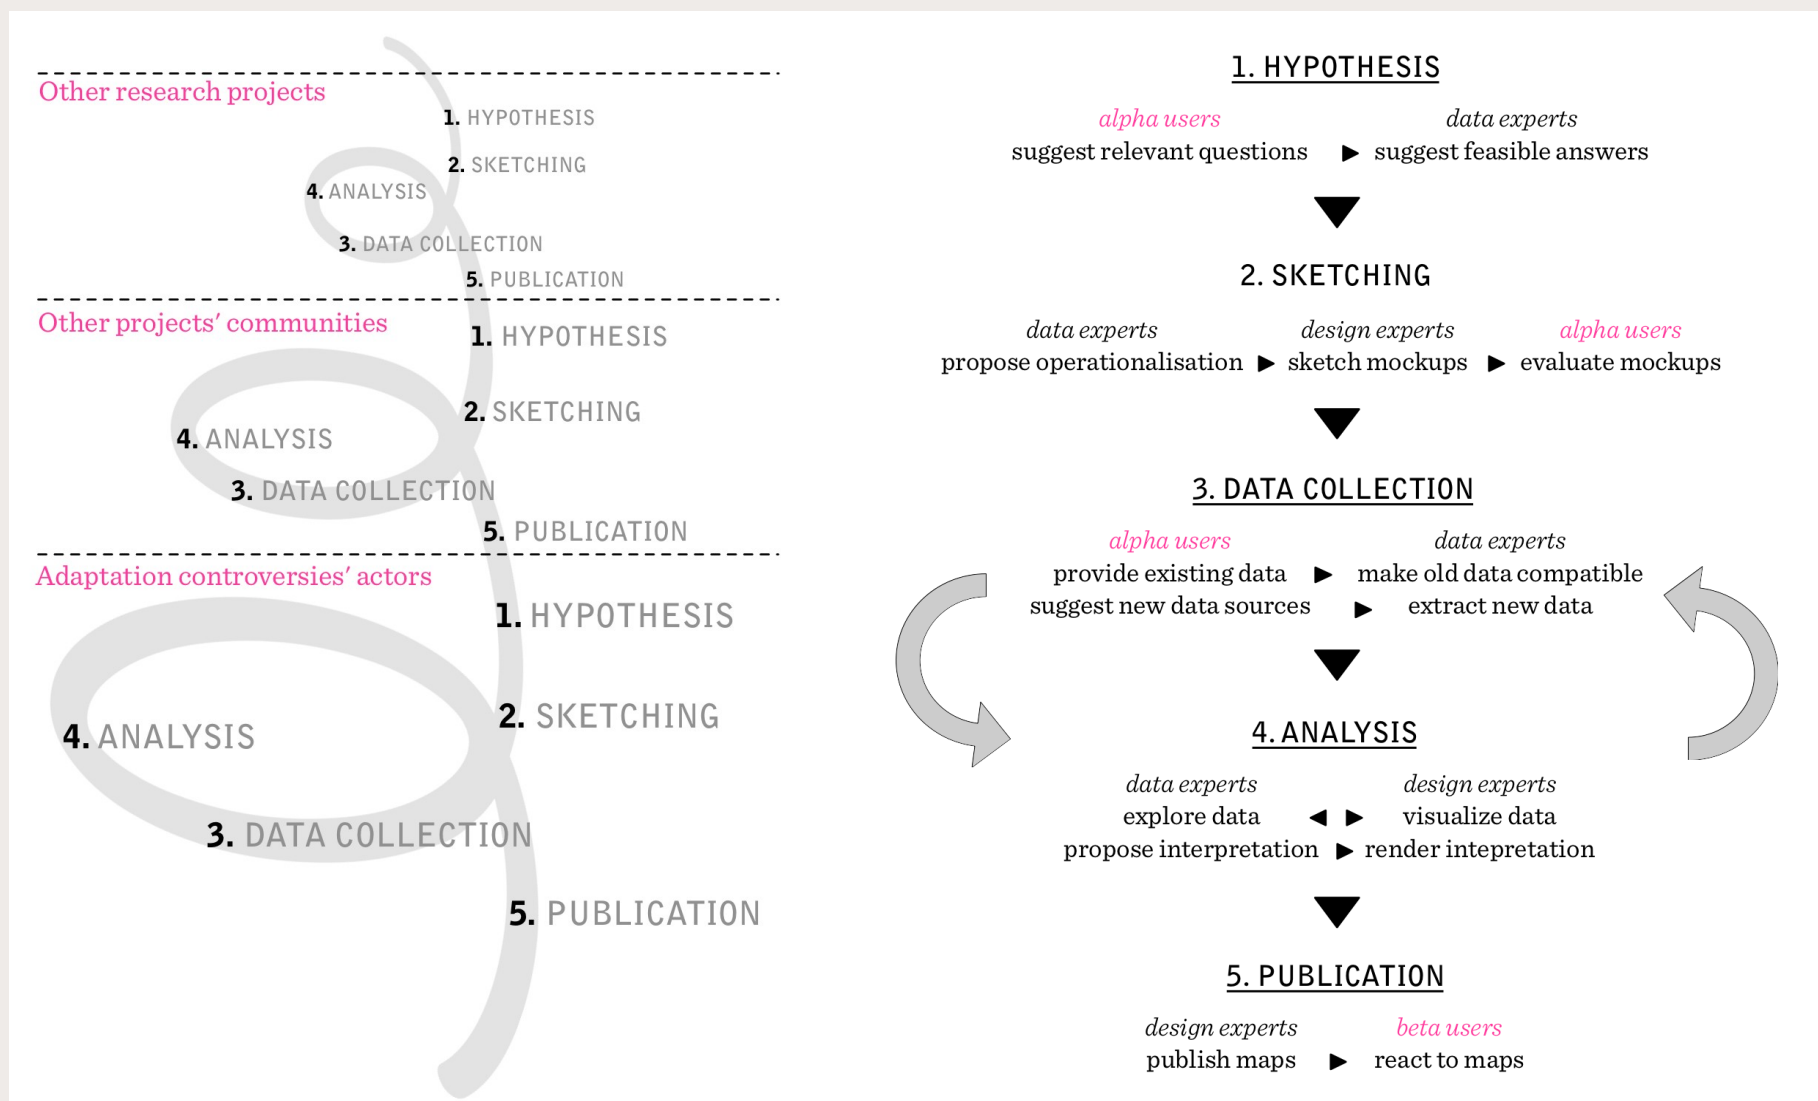 Other research projects
1. HYPOTHESIS
2. SKETCHING
4. ANALYSIS
3. DATA COLLECTION
5. PUBLICATION
Other projects' communities
1. HYPOTHESIS
2. SKETCHING
4. ANALYSIS
3. DATA COLLECTION
5. PUBLICATION
Adaptation controversies' actors
1. HYPOTHESIS
2. SKETCHING
4. ANALYSIS
3. DATA COLLECTION
5. PUBLICATION
1. HYPOTHESIS
alpha users data experts
suggest relevant questions ▶ suggest feasible answers
2. SKETCHING
data experts design experts alpha users
propose operationalisation ▶ sketch mockups ▶ evaluate mockups
3. DATA COLLECTION
alpha users data experts
provide existing data ▶ make old data compatible
suggest new data sources ▶ extract new data
4. ANALYSIS
data experts design experts
explore data ◀ ▶ visualize data
propose interpretation ▶ render intepretation
5. PUBLICATION
design experts beta users
publish maps ▶ react to maps